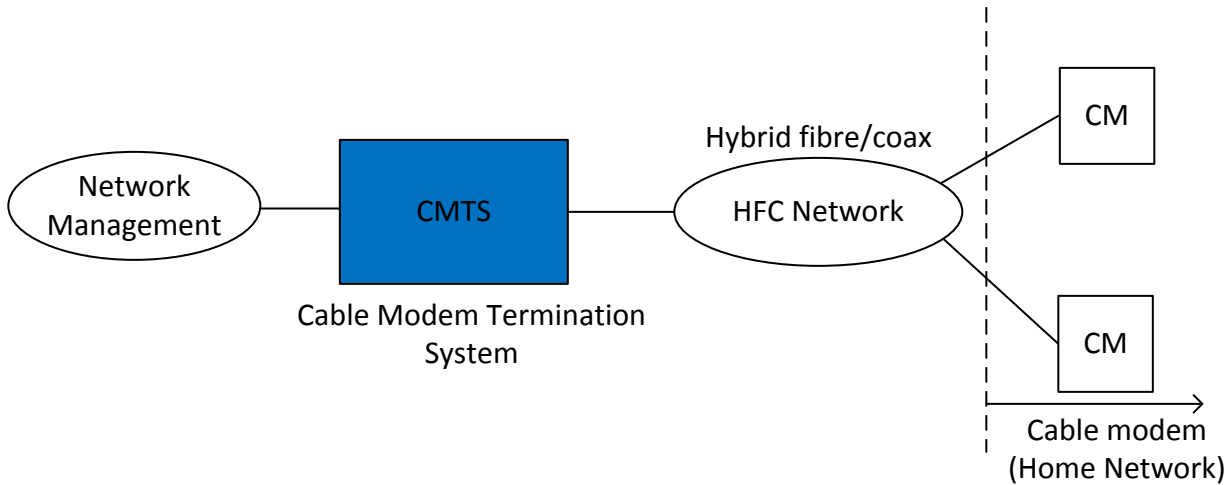 Network
Management
CMTS
Cable Modem Termination
System
Hybrid fibre/coax
HFC Network
CM
CM
Cable modem
(Home Network)